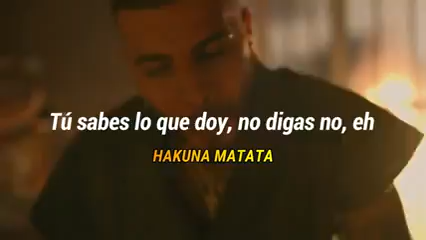 Tú sabes lo que doy, no digas no, eh
HAKUNA MATATA